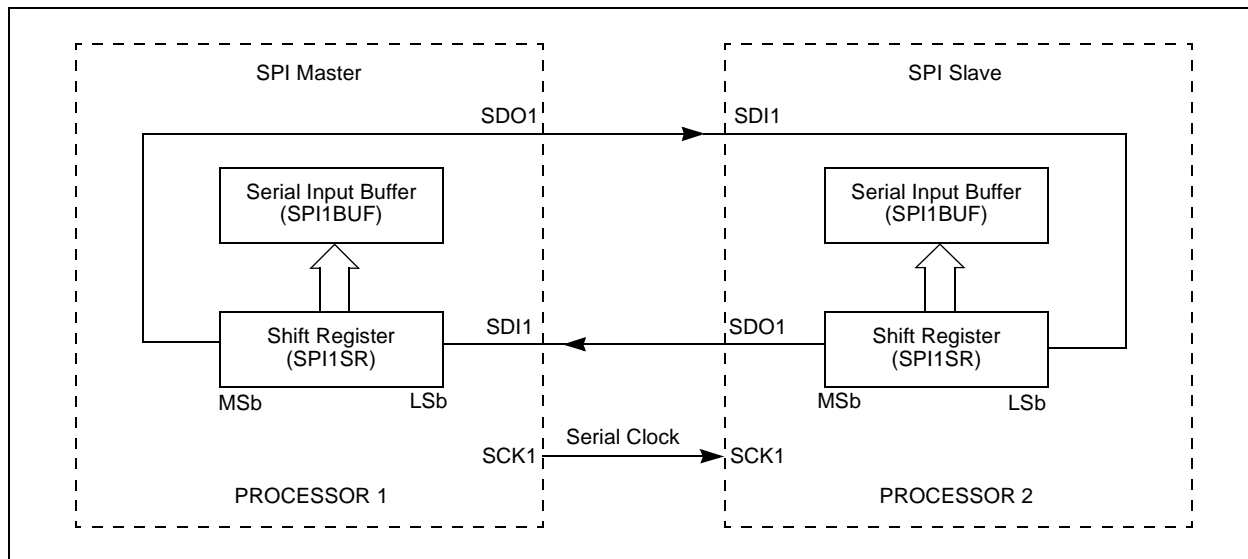 SPI Master
SPI Slave
SDO1
SDI1
Serial Input Buffer
(SPI1BUF)
Serial Input Buffer
(SPI1BUF)
SDI1
SDO1
Shift Register
(SPI1SR)
Shift Register
(SPI1SR)
MSb
LSb
MSb
LSb
Serial Clock
SCK1
SCK1
PROCESSOR 1
PROCESSOR 2